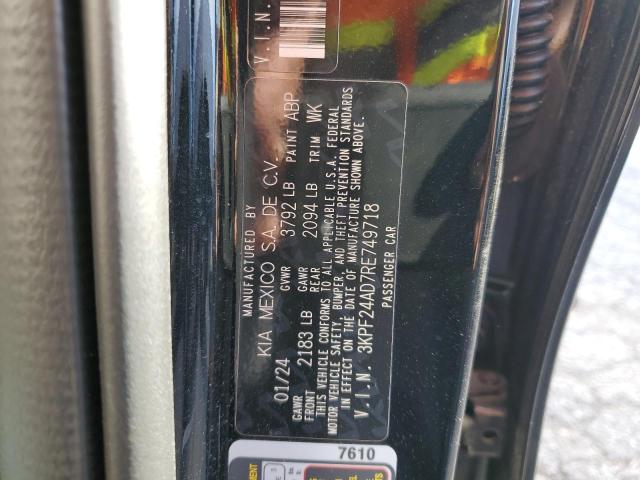 V.I.N.
MANUFACTURED BY
KIA MEXICO S.A. DE C.V.
01/24 GVWR 3792 LB PAINT ABP
GAWR FRONT 2183 LB GAWR REAR 2094 LB TRIM WK
THIS VEHICLE CONFORMS TO ALL APPLICABLE U.S.A. FEDERAL
MOTOR VEHICLE SAFETY, BUMPER, AND THEFT PREVENTION STANDARDS
IN EFFECT ON THE DATE OF MANUFACTURE SHOWN ABOVE.
V.I.N. 3KPF24AD7RE749718
PASSENGER CAR
7610